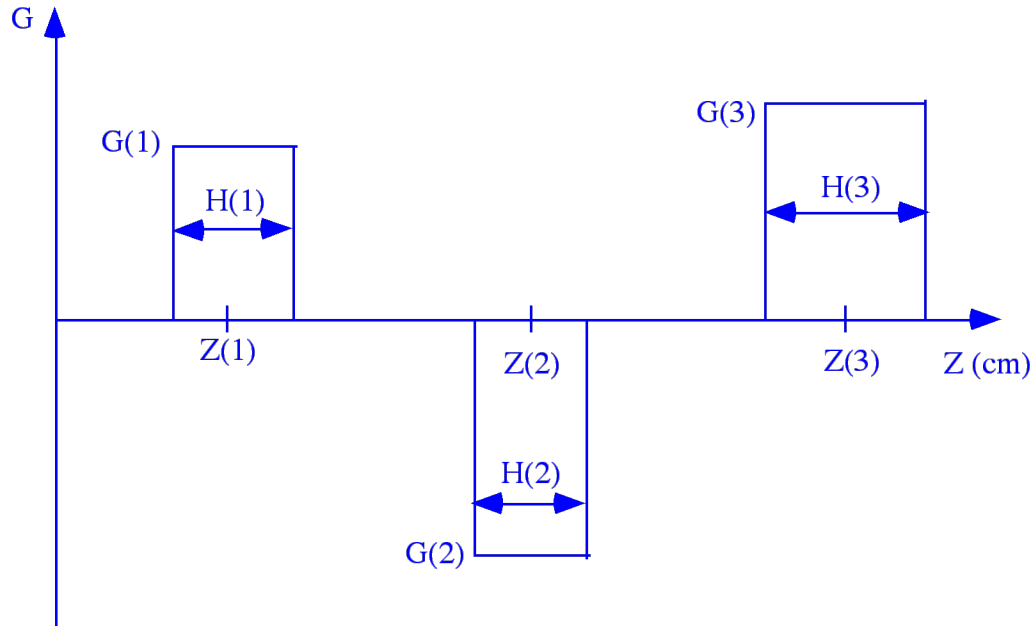 G
G(1)
G(3)
H(1)
H(3)
Z(1)
Z(2)
Z(3)
Z (cm)
H(2)
G(2)